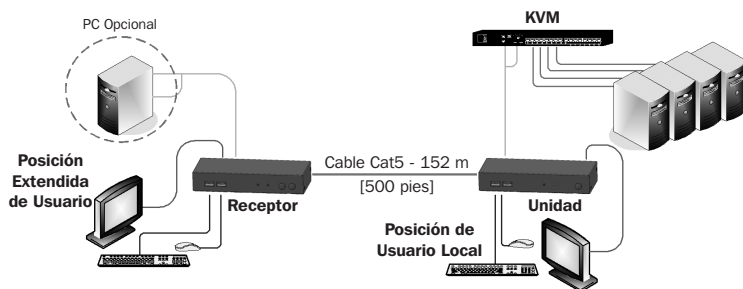 PC Opcional
KVM
Posición
Extendida
de Usuario
Receptor
Cable Cat5 - 152 m
[500 pies]
Unidad
Posición de
Usuario Local